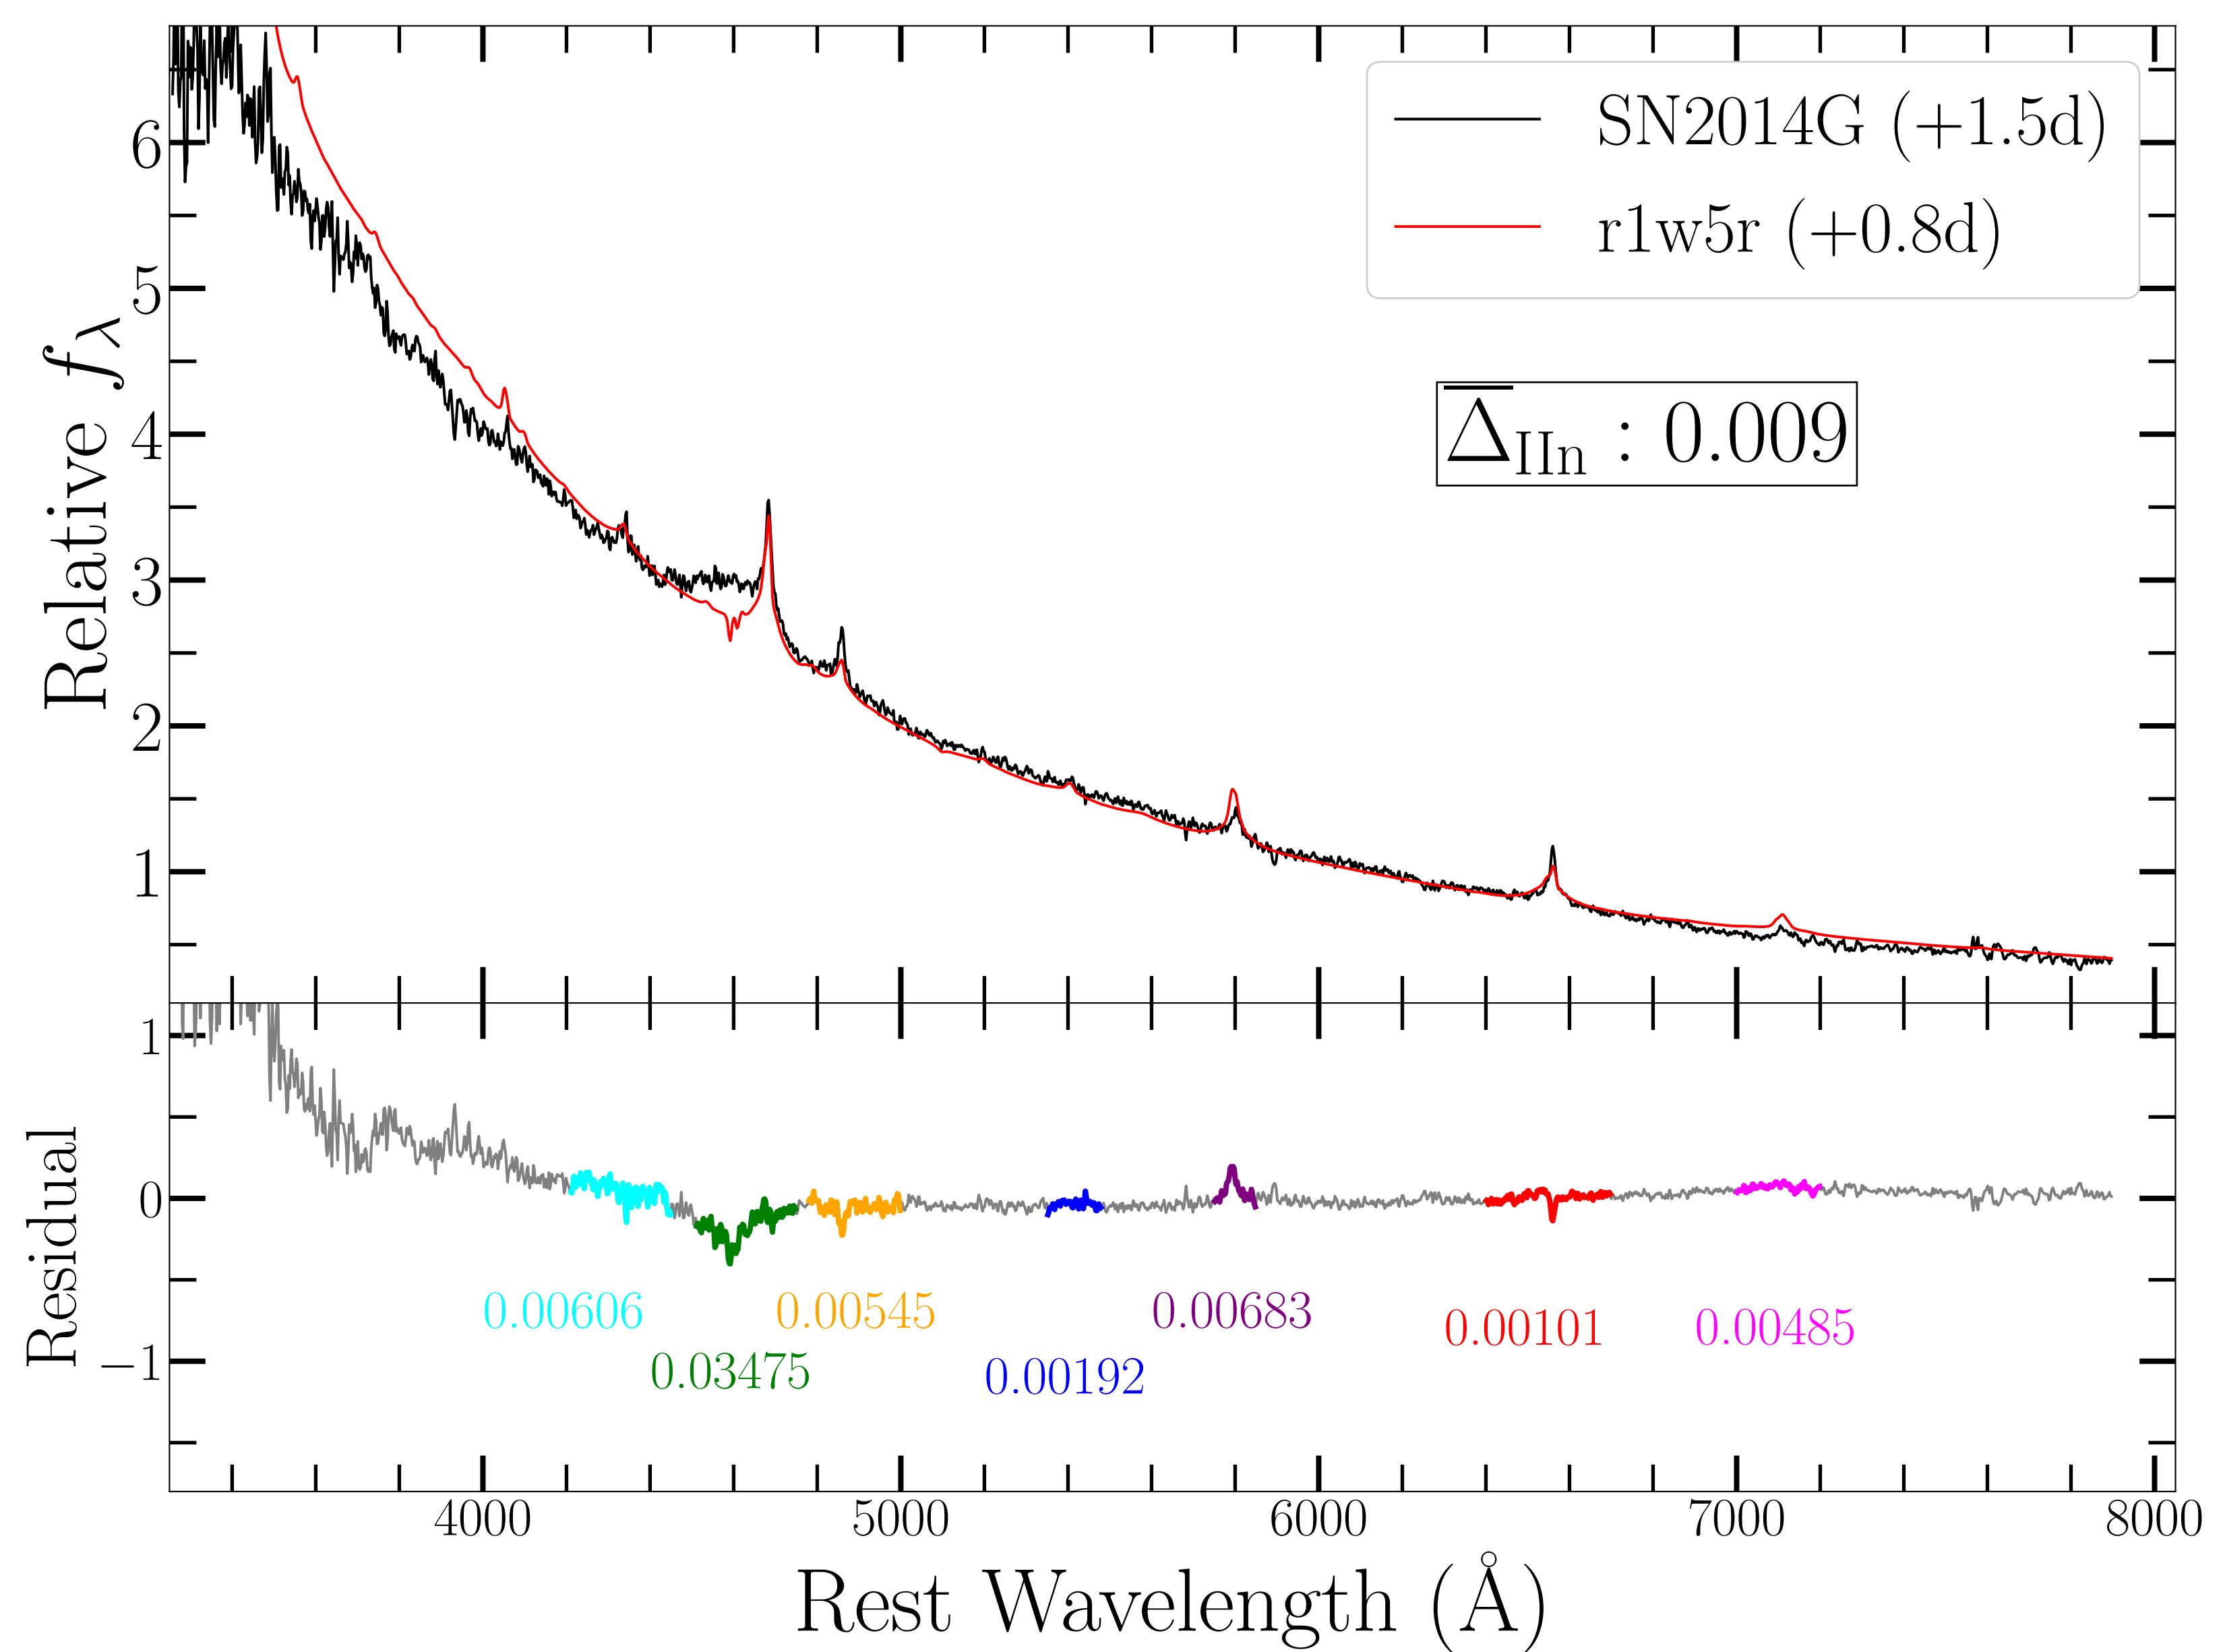 SN2014G (+1.5d)
r1w5r (+0.8d)
Δ̅IIn : 0.009
Relative fλ
6
5
4
3
2
1
Residual
1
0
−1
0.00606
0.03475
0.00545
0.00192
0.00683
0.00101
0.00485
4000 5000 6000 7000 8000
Rest Wavelength (Å)